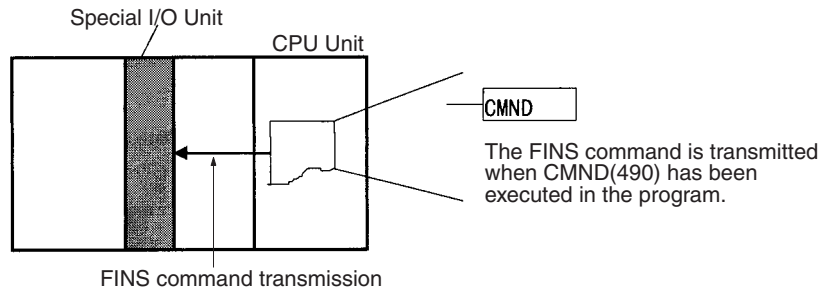 Special I/O Unit
CPU Unit
CMND
The FINS command is transmitted
when CMND(490) has been
executed in the program.
FINS command transmission